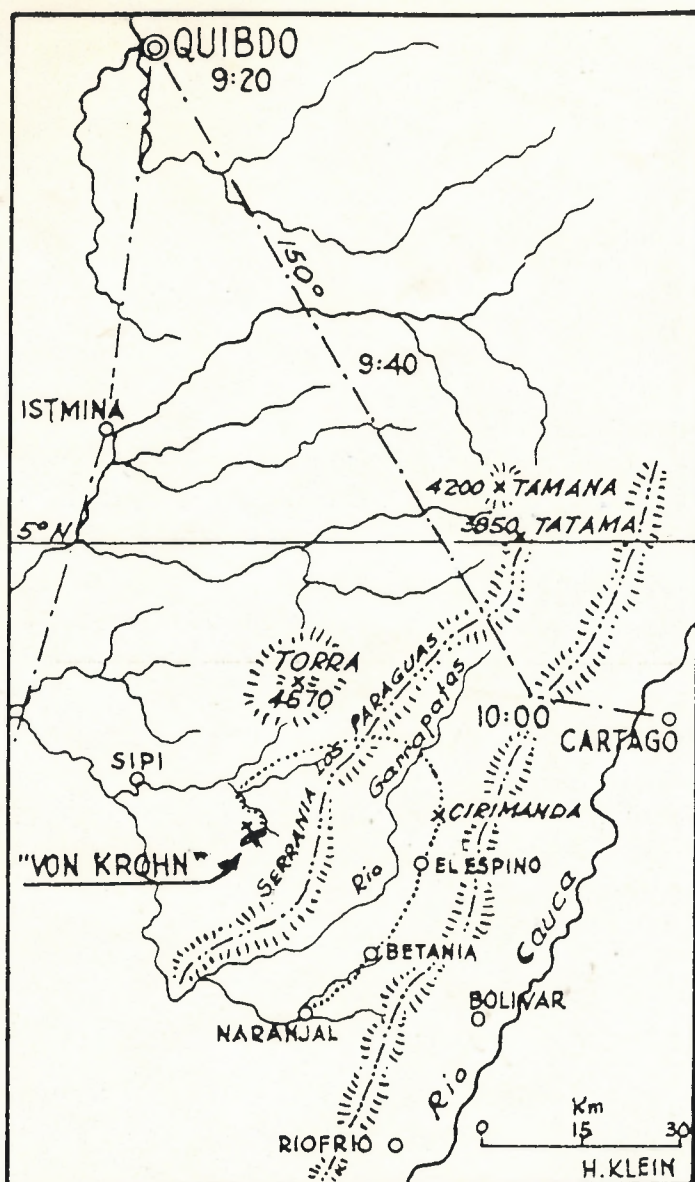 QUIBDO
9:20
150°
9:40
ISTMINA
4200 TAMANA
5° N
3850 TATAMA
TORRA
4670
SERRANIA LOS PARAGUAS
Rio Garrapatas
10:00
CARTAGO
SIPI
CIRIMANDA
"VON KROHN"
EL ESPINO
BETANIA
BOLIVAR
NARANJAL
Rio Cauca
RIOFRIO
Km
0 15 30
H. KLEIN